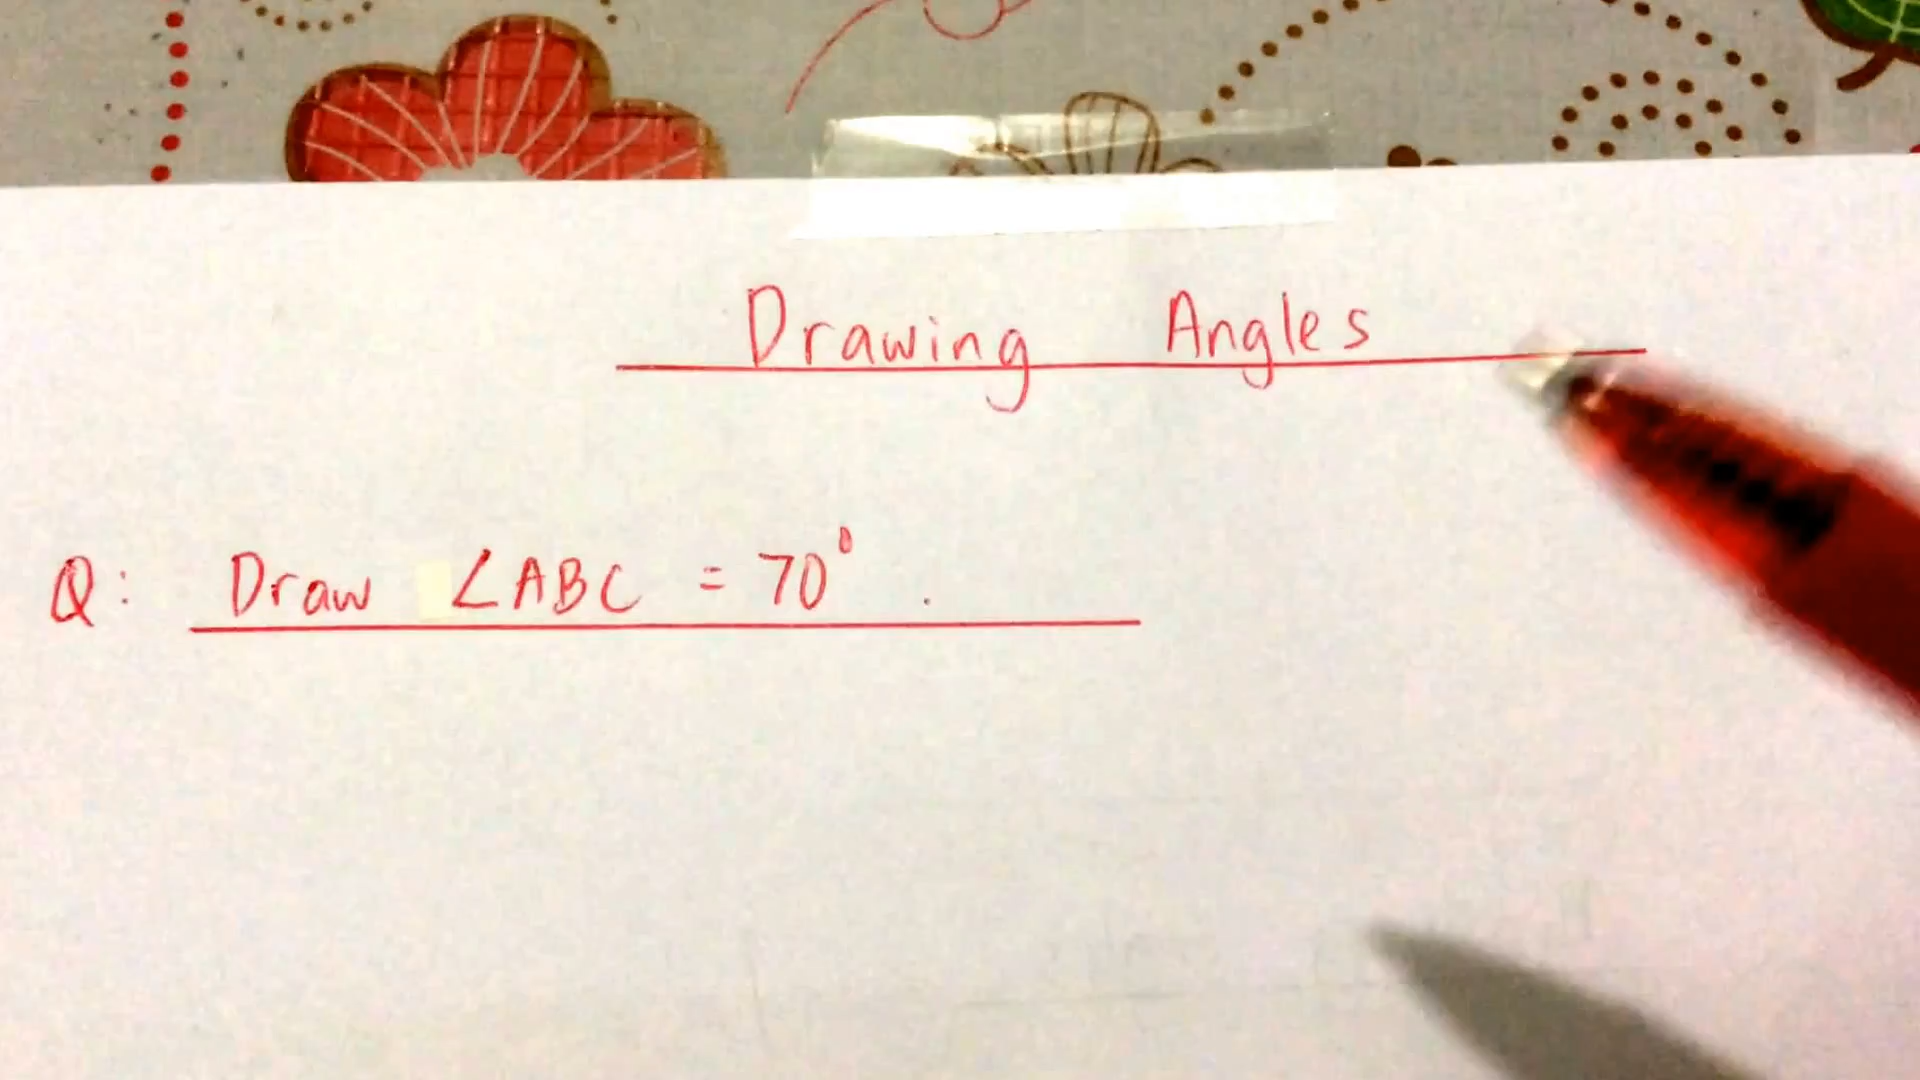 Drawing Angles
Q: Draw ∠ABC = 70° .